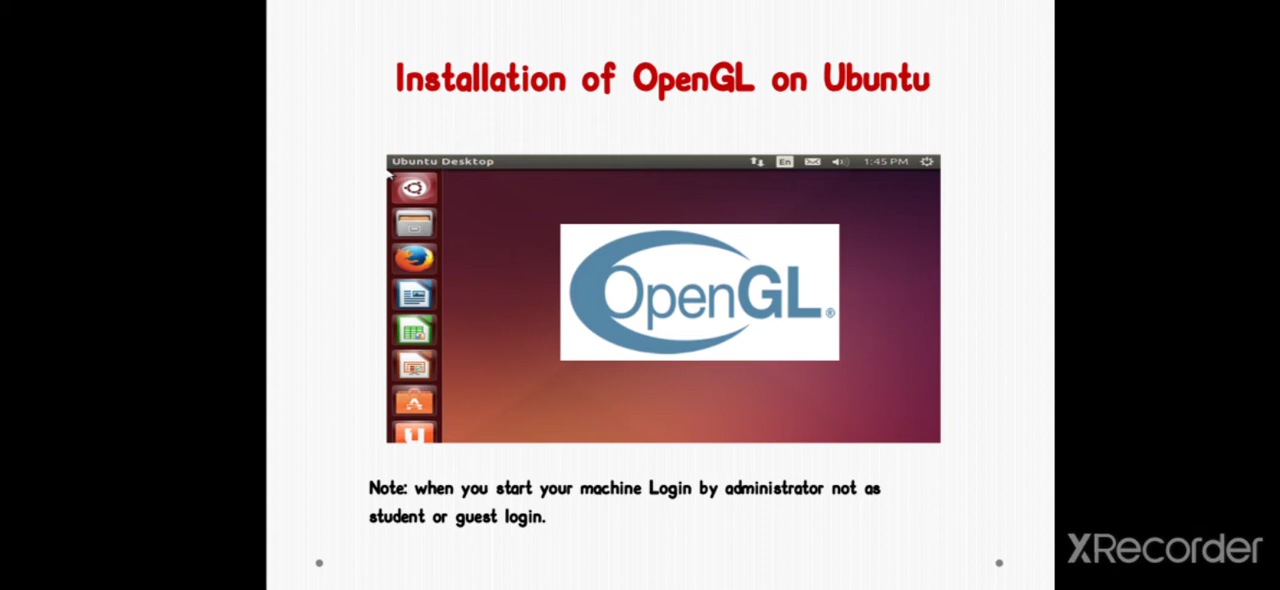 Installation of OpenGL on Ubuntu
Ubuntu Desktop
En
1:45 PM
OpenGL®
Note: when you start your machine Login by administrator not as
student or guest login.
XRecorder